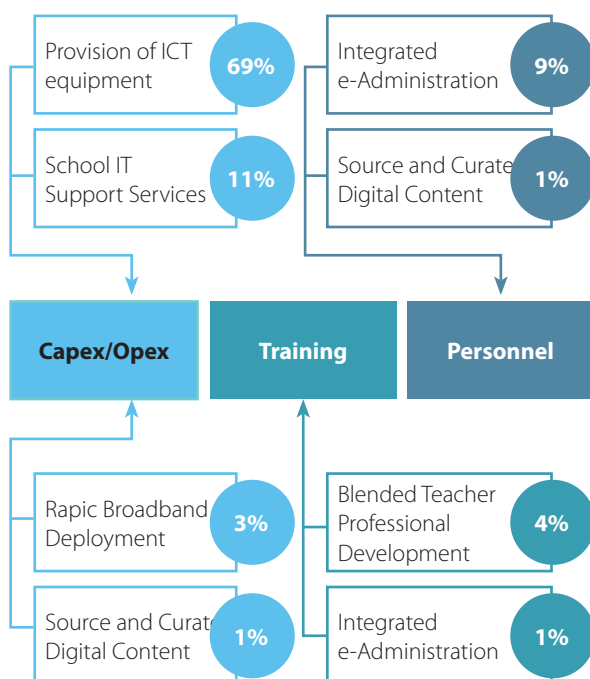 Provision of ICT
equipment
69%
School IT
Support Services
11%
Integrated
e-Administration
9%
Source and Curate
Digital Content
1%
Capex/Opex
Training
Personnel
Rapic Broadband
Deployment
3%
Source and Curate
Digital Content
1%
Blended Teacher
Professional
Development
4%
Integrated
e-Administration
1%